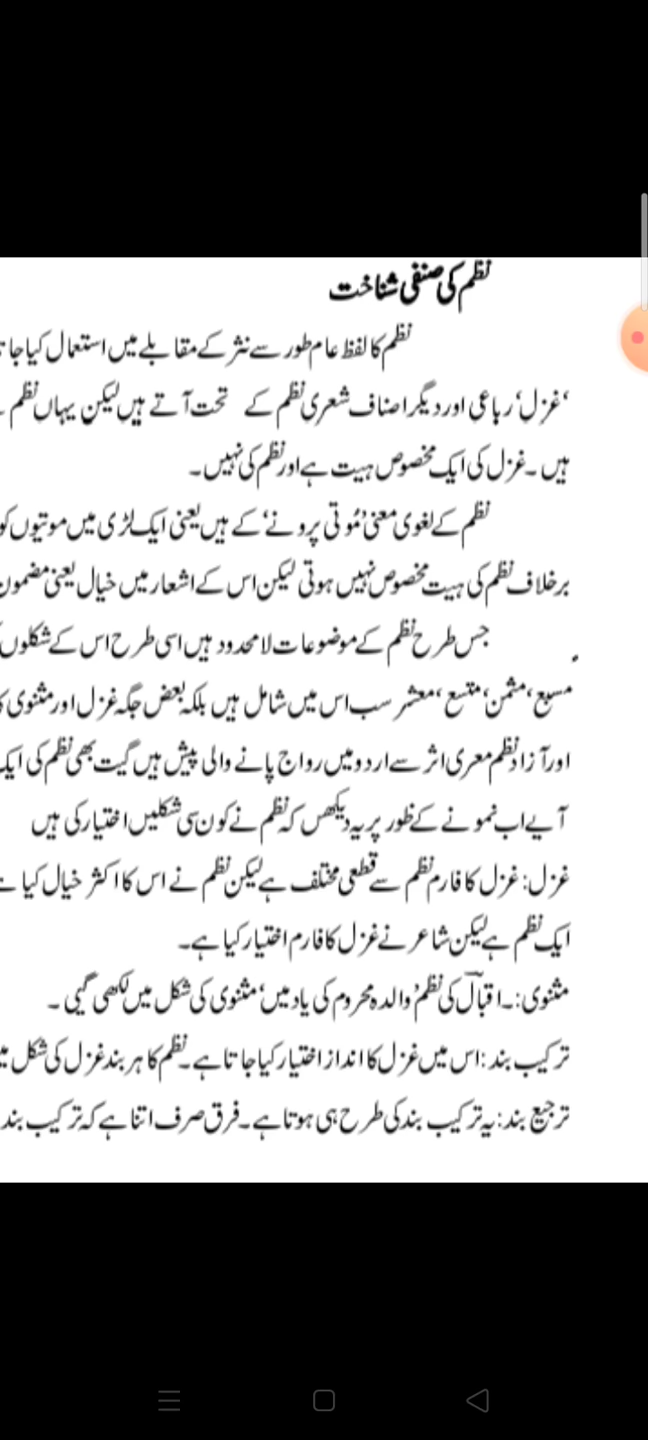 نظم کی صنفی شناخت
نظم کا لفظ عام طور سے نثر کے مقابلے میں استعمال کیا جا
‘غزل‘ رباعی اور دیگر اصناف شعری نظم کے تحت آتے ہیں لیکن یہاں نظم
ہیں ۔غزل کی ایک مخصوص ہیت ہے اور نظم کی نہیں۔
نظم کے لغوی معنی ’مُوتی پرونے‘ کے ہیں یعنی ایک لڑی میں موتیوں کو
برخلاف نظم کی ہیت مخصوص نہیں ہوتی لیکن اس کے اشعار میں خیال یعنی مضمون
جس طرح نظم کے موضوعات لامحدود ہیں اسی طرح اس کے شکلوں
مسبع‘ مثمن‘ متسع‘ معشر سب اس میں شامل ہیں بلکہ بعض جگہ غزل اور مثنوی
اور آزاد نظم معری اثر سے اردو میں رواج پانے والی پیش ہیں گیت بھی نظم کی ایک
آیے اب نمونے کے ظور پر یہ دیکھس کہ نظم نے کون سی شکلیں اختیار کی ہیں
غزل: غزل کا فارم نظم سے قطعی مختلف ہے لیکن نظم نے اس کا اکثر خیال کیا
ایک نظم ہے لیکن شاعر نے غزل کا فارم اختیار کیا ہے۔
مثنوی:۔ اقبالؔ کی نظم’ والدہ محروم کی یاد میں‘ مثنوی کی شکل میں لکھی گیی ۔
ترکیب بند: اس میں غزل کا انداز اختیار کیا جاتا ہے۔ نظم کا ہر بند غزل کی شکل
ترجیع بند: یہ ترکیب بند کی طرح ہی ہوتا ہے۔ فرق صرف اتنا ہے کہ ترکیب بند